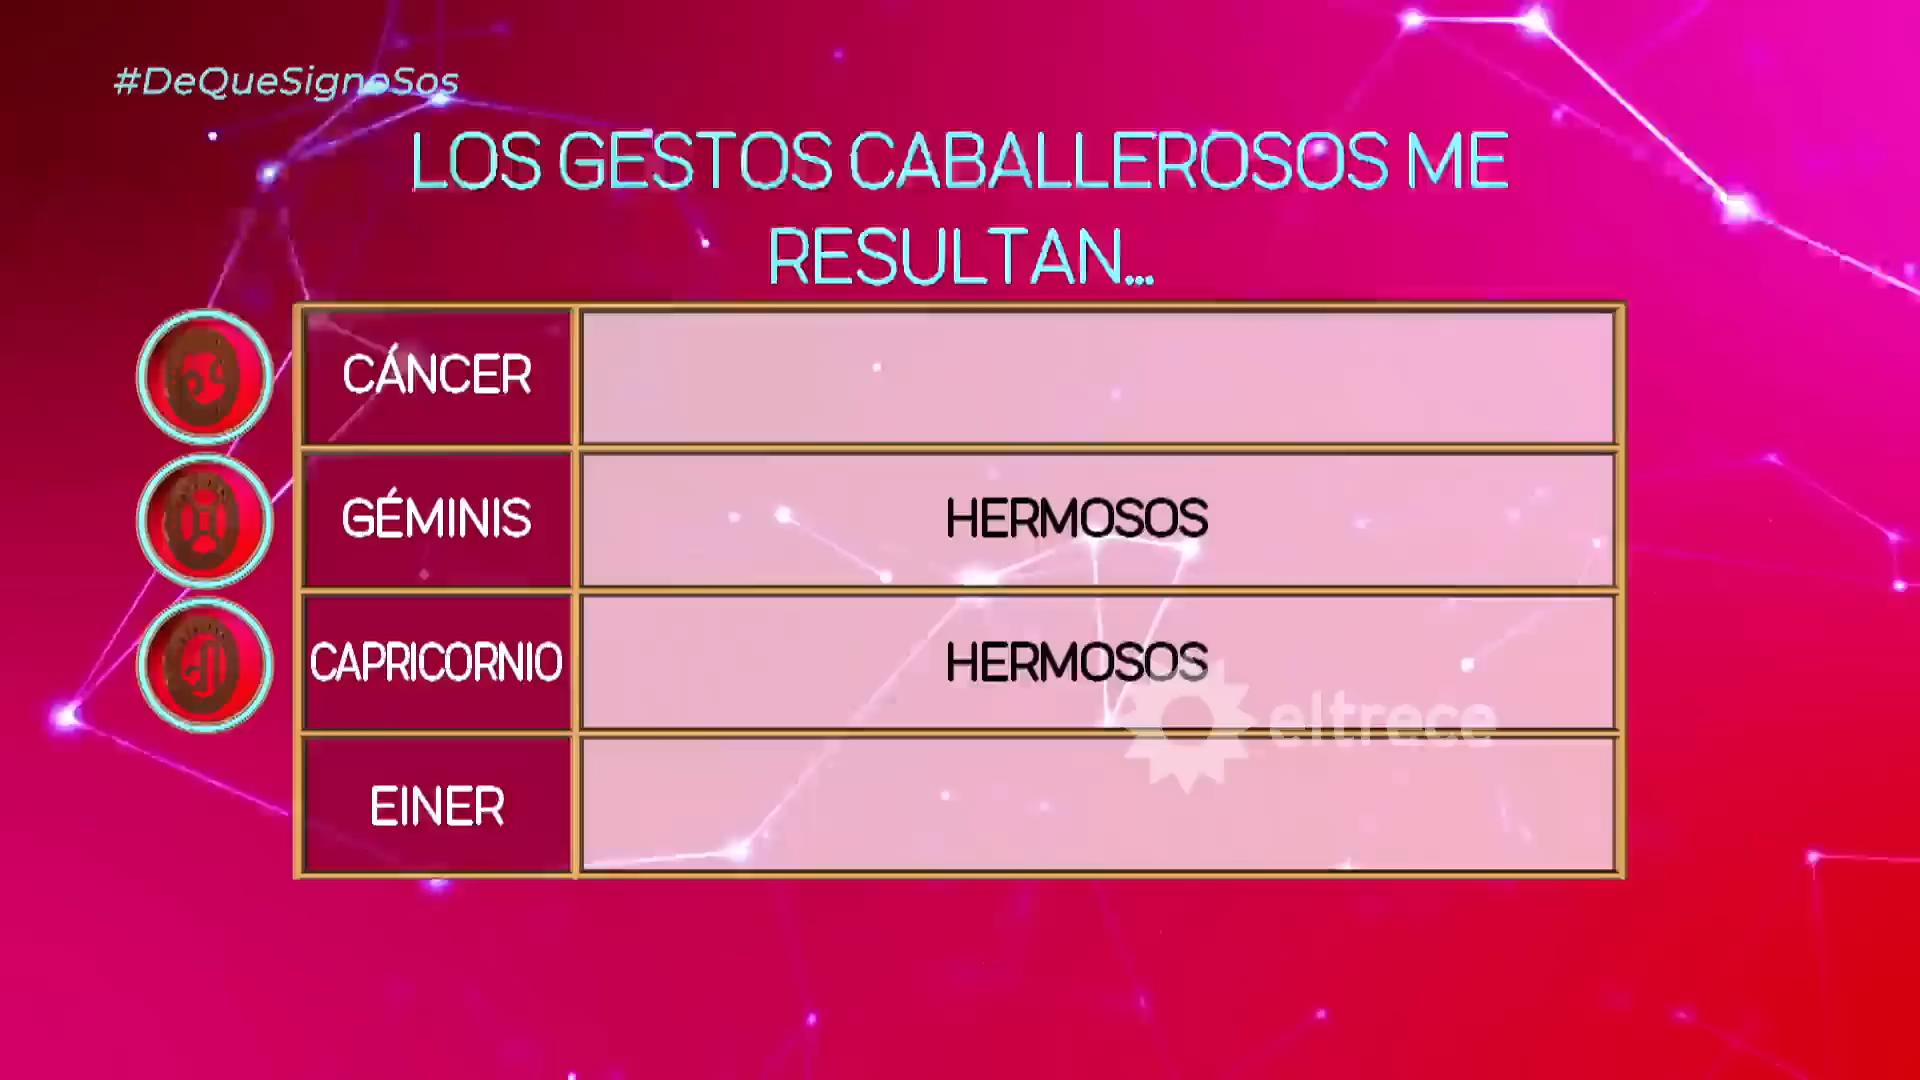 #DeQueSignoSos
LOS GESTOS CABALLEROSOS ME
RESULTAN...
CÁNCER
GÉMINIS
HERMOSOS
CAPRICORNIO
HERMOSOS
eltrece
EINER